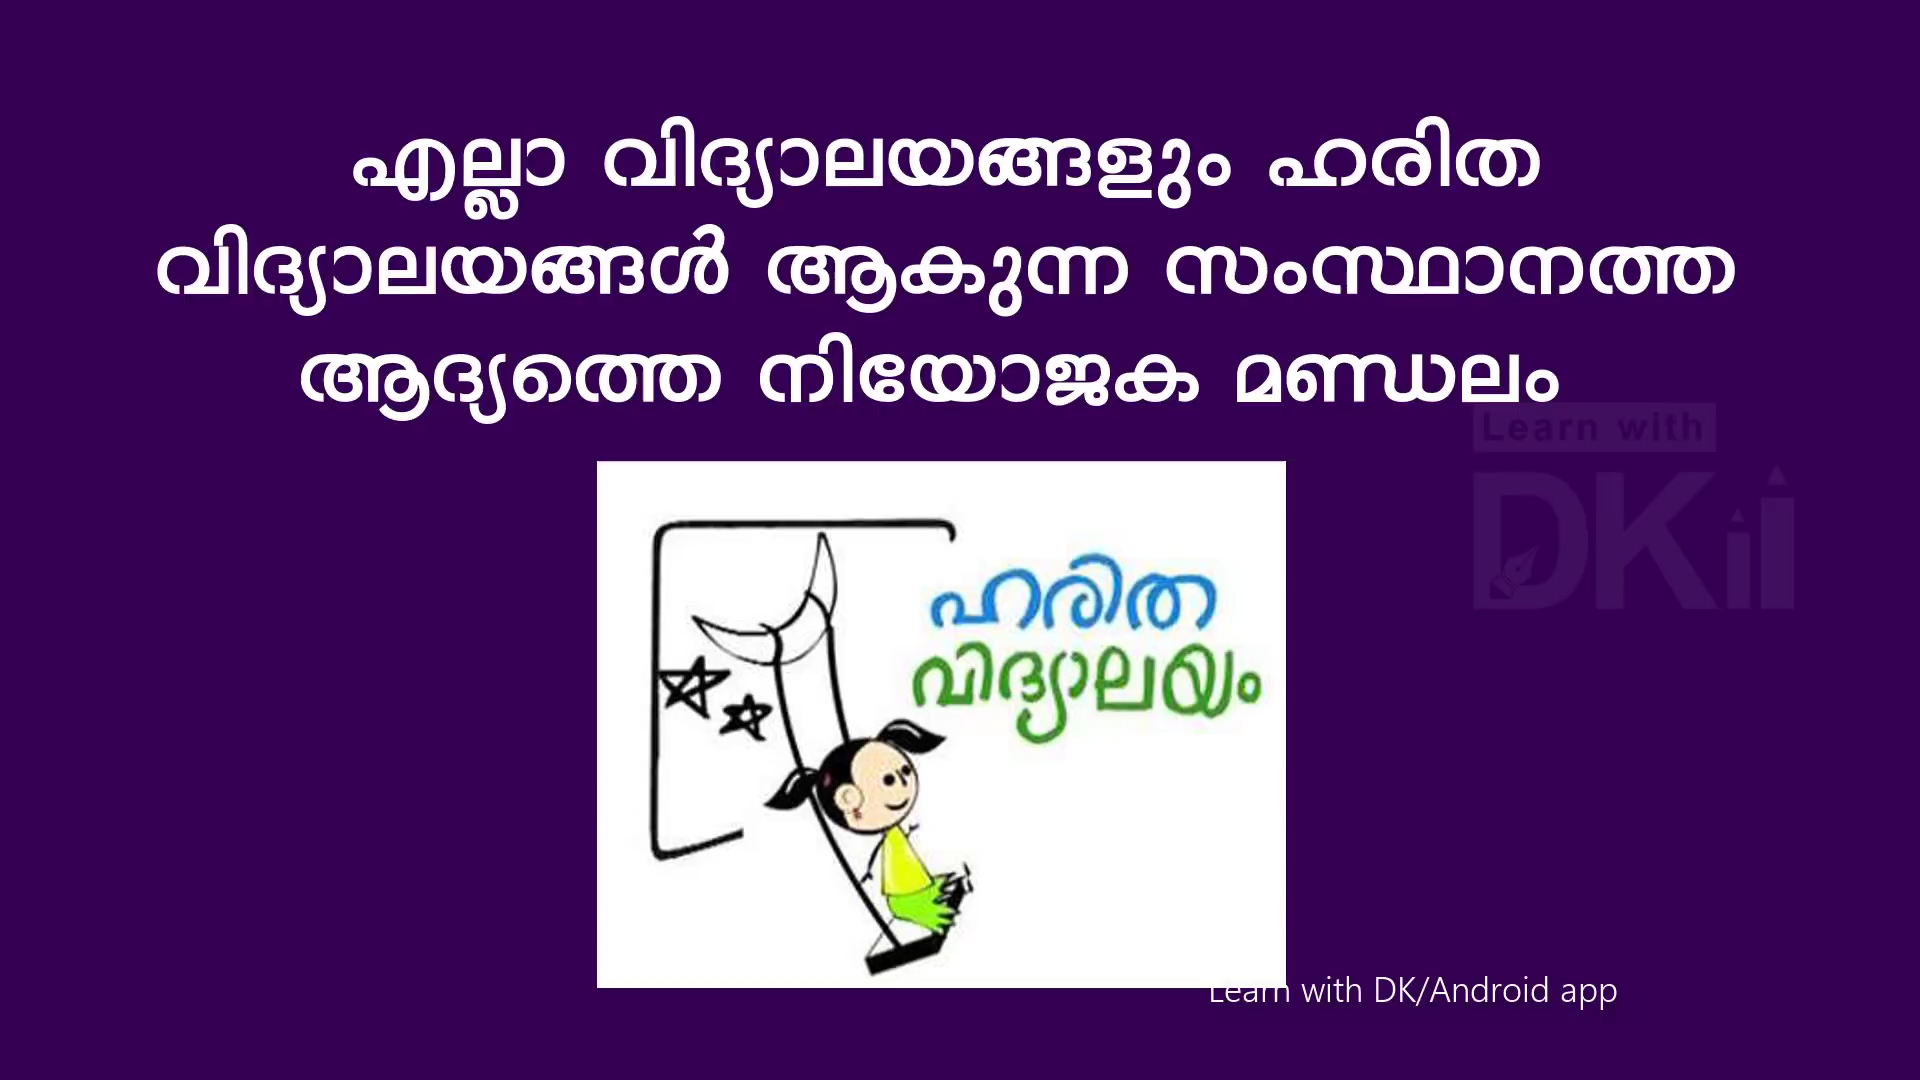 എല്ലാ വിദ്യാലയങ്ങളും ഹരിത
വിദ്യാലയങ്ങൾ ആകുന്ന സംസ്ഥാനത്ത
ആദ്യത്തെ നിയോജക മണ്ഡലം
Learn with
DK
ഹരിത
വിദ്യാലയം
Learn with DK/Android app